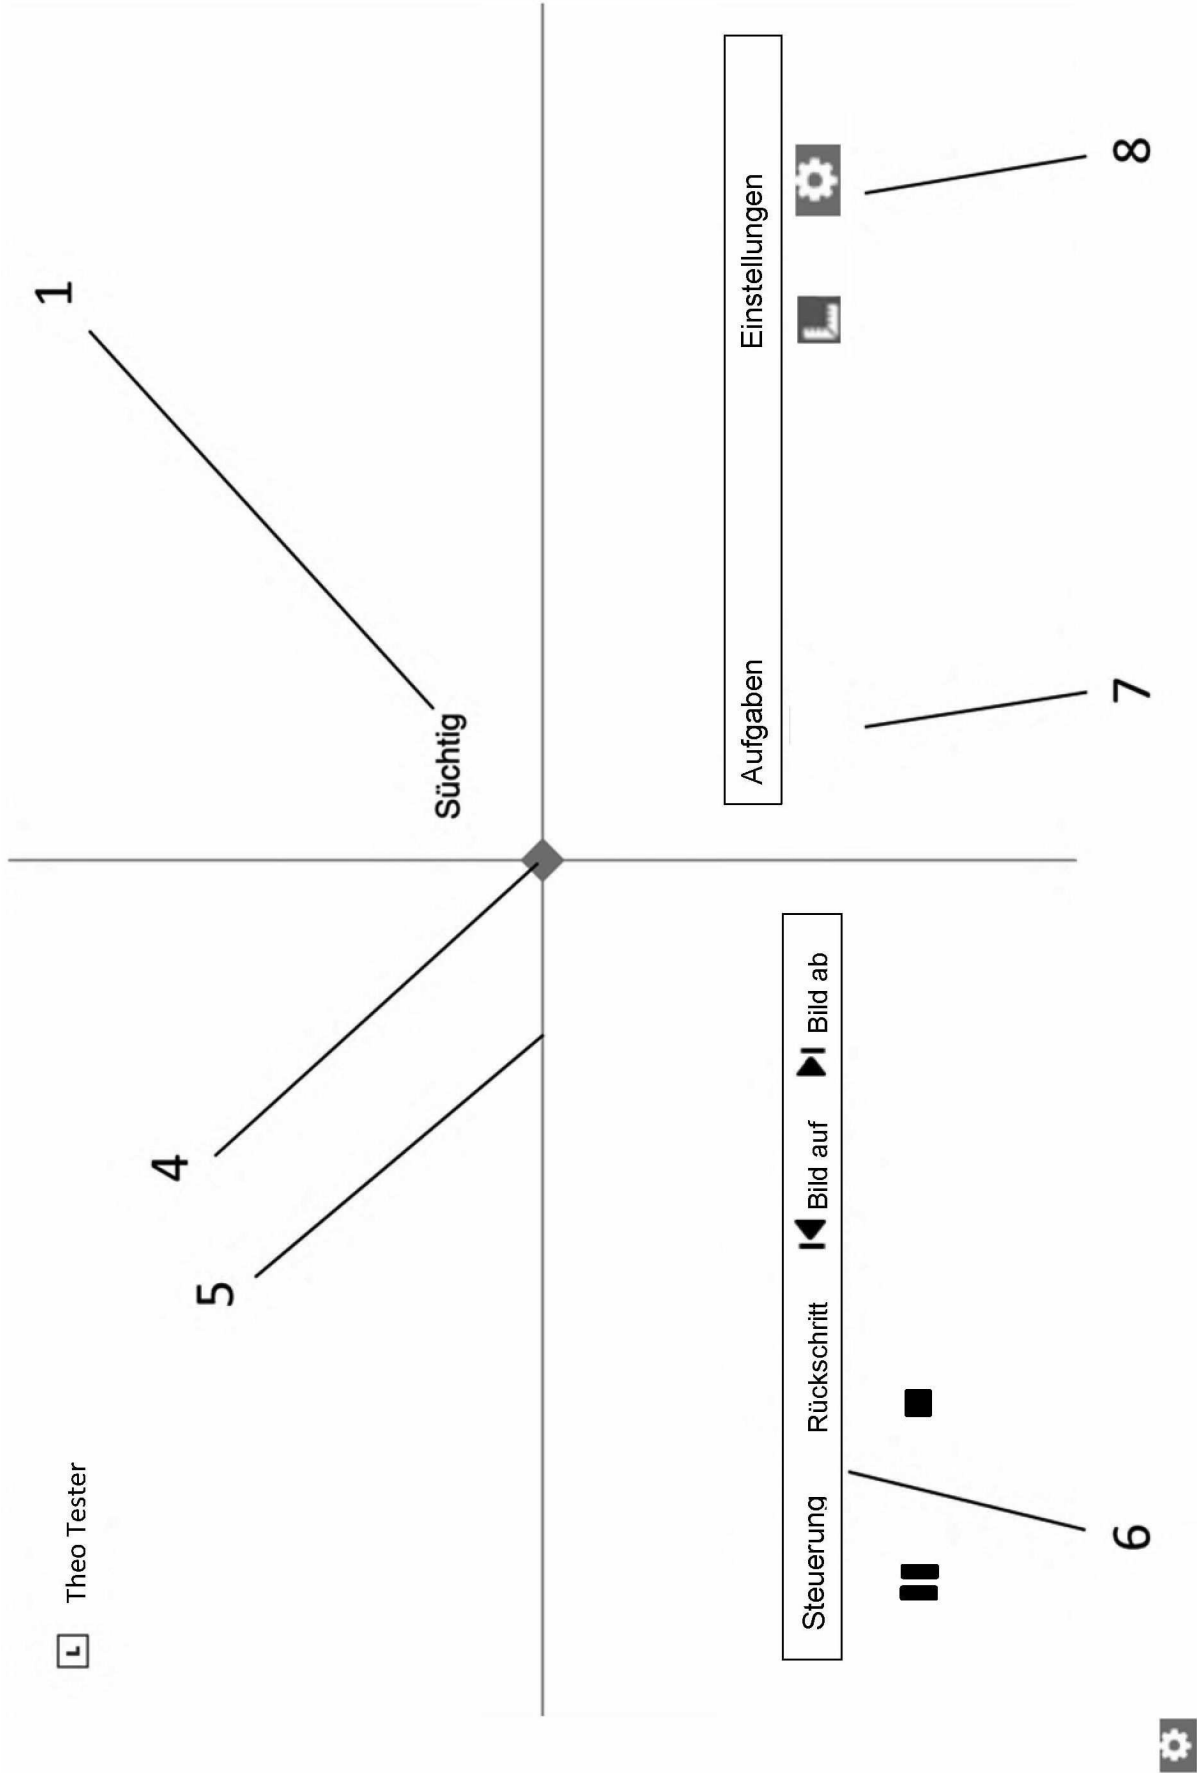 L Theo Tester
5
4
1
Süchtig
Aufgaben Einstellungen
Steuerung Rückschritt Bild auf Bild ab
6
7
8